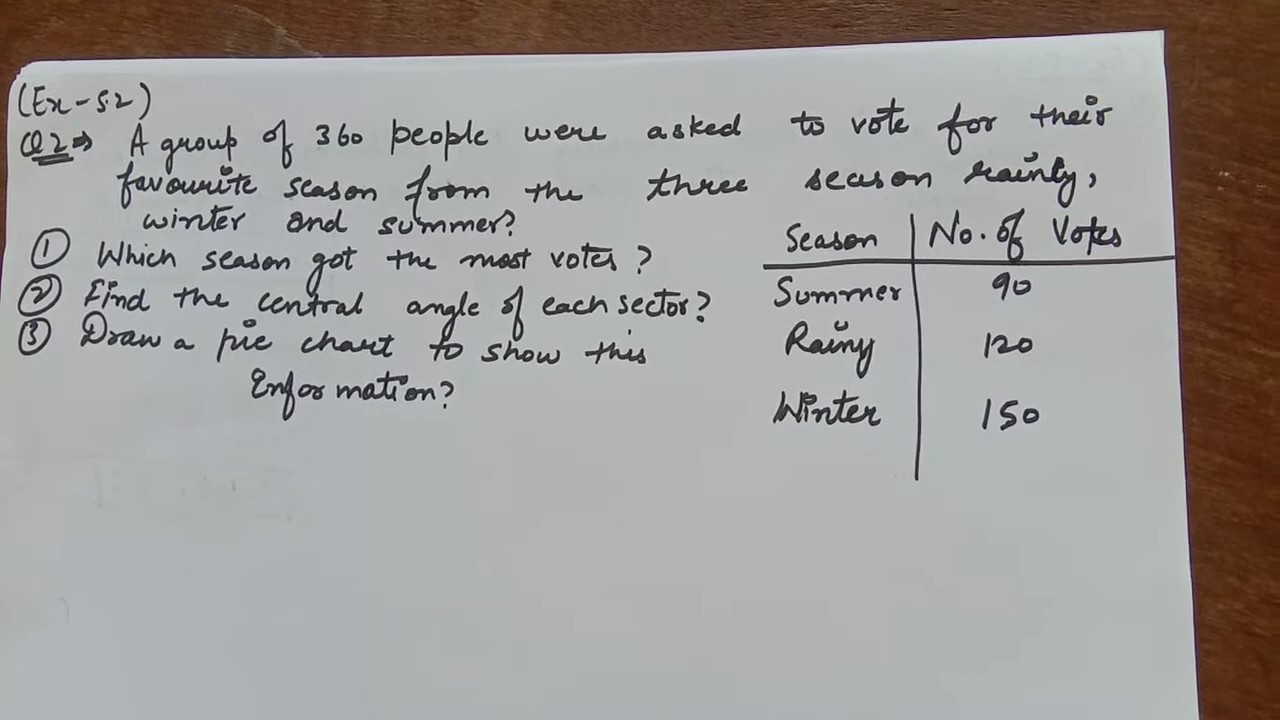 (Ex-5.2)
Q2⇒ A group of 360 people were asked to vote for their
favourite season from the three season rainy,
winter and summer?
① Which season got the most votes?
② Find the central angle of each sector?
③ Draw a pie chart to show this
Information?
Season No. of Votes
Summer 90
Rainy 120
Winter 150